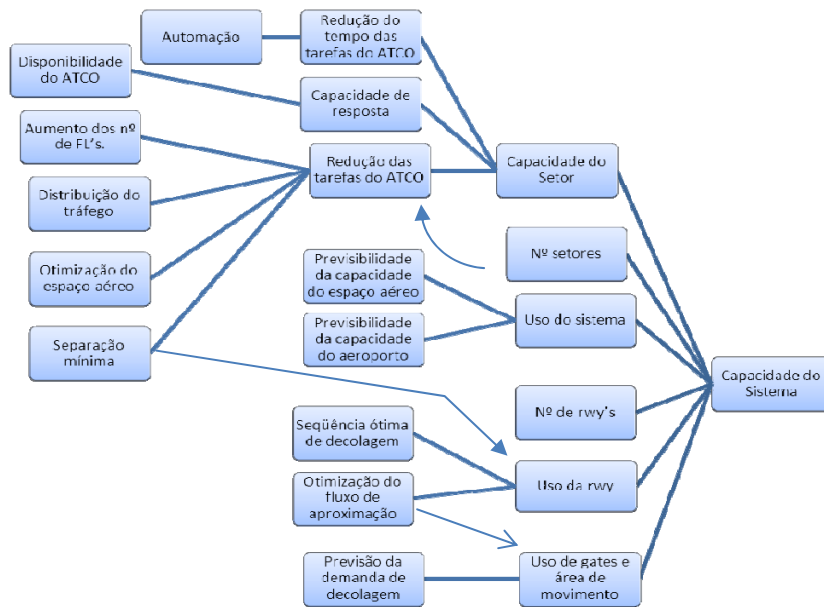 Automação
Redução do
tempo das
tarefas do ATCO
Disponibilidade
do ATCO
Capacidade de
resposta
Aumento dos nº
de FL's.
Redução das
tarefas do ATCO
Capacidade do
Setor
Distribuição do
tráfego
Otimização do
espaço aéreo
Previsibilidade
da capacidade
do espaço aéreo
Nº setores
Separação
mínima
Previsibilidade
da capacidade
do aeroporto
Uso do sistema
Capacidade do
Sistema
Nº de rwy's
Seqüência ótima
de decolagem
Uso da rwy
Otimização do
fluxo de
aproximação
Previsão da
demanda de
decolagem
Uso de gates e
área de
movimento